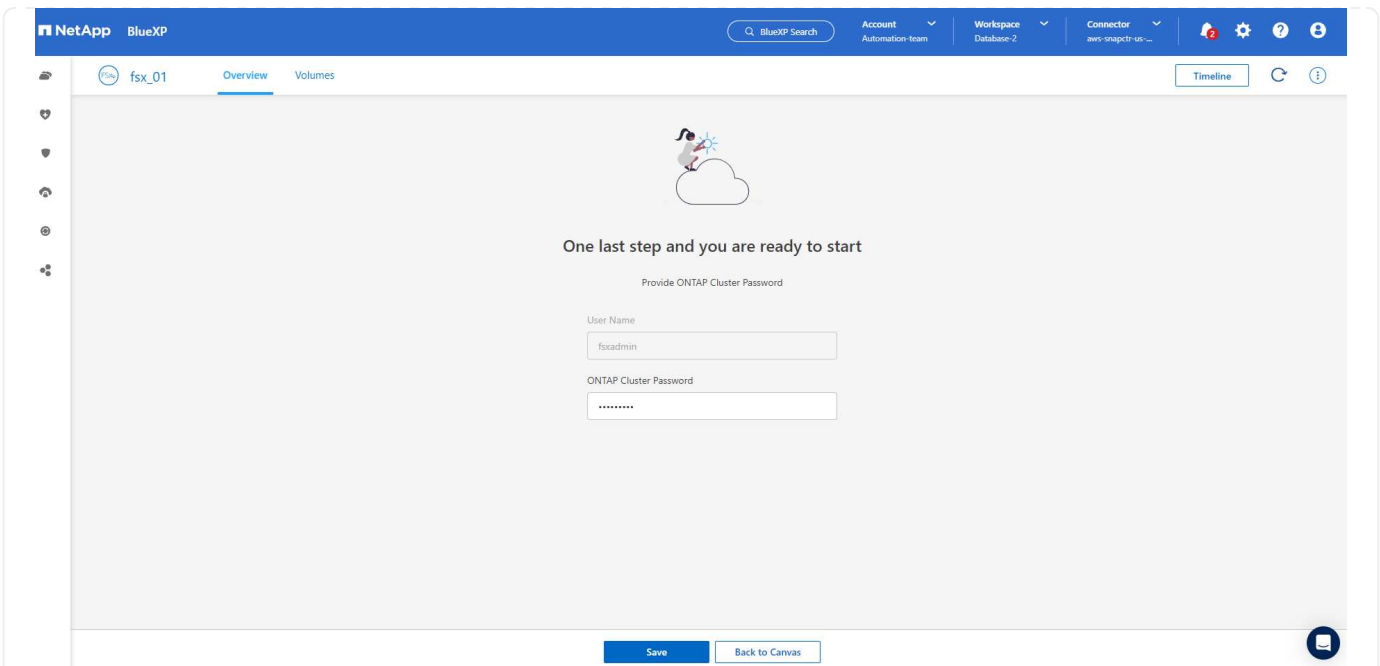 NetApp BlueXP
BlueXP Search
Account
Automation-team
Workspace
Database-2
Connector
aws-snapctr-us-...
2
FSx
fsx_01
Overview
Volumes
Timeline
One last step and you are ready to start
Provide ONTAP Cluster Password
User Name
fsxadmin
ONTAP Cluster Password
•••••••••
Save
Back to Canvas